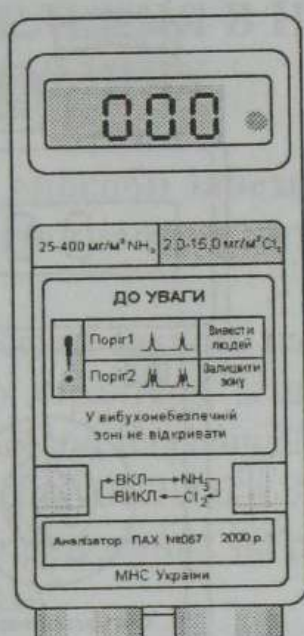 000
25-400 мг/м³ NH₃ 2,0-15,0 мг/м³ Cl₂
ДО УВАГИ
! Поріг1 Вивести людей
Поріг2 Залишити зону
У вибухонебезпечній
зоні не відкривати
ВКЛ NH₃
ВИКЛ Cl₂
Аналізатор ПАХ №067 2000 р.
МНС України